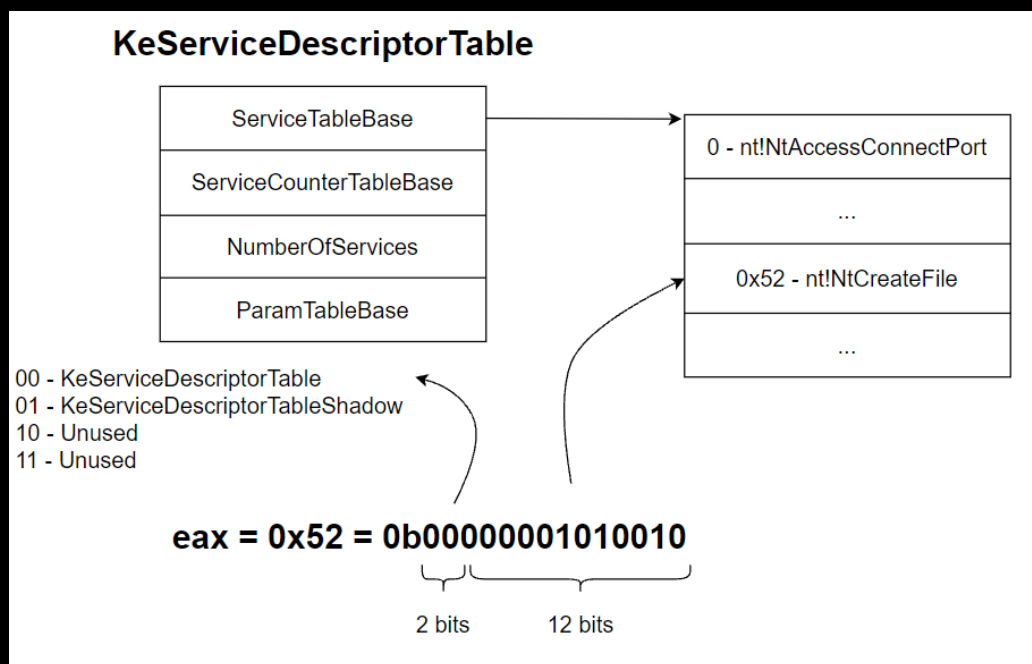 KeServiceDescriptorTable
ServiceTableBase
ServiceCounterTableBase
NumberOfServices
ParamTableBase
0 - nt!NtAccessConnectPort
...
0x52 - nt!NtCreateFile
...
00 - KeServiceDescriptorTable
01 - KeServiceDescriptorTableShadow
10 - Unused
11 - Unused
eax = 0x52 = 0b00000001010010
2 bits
12 bits